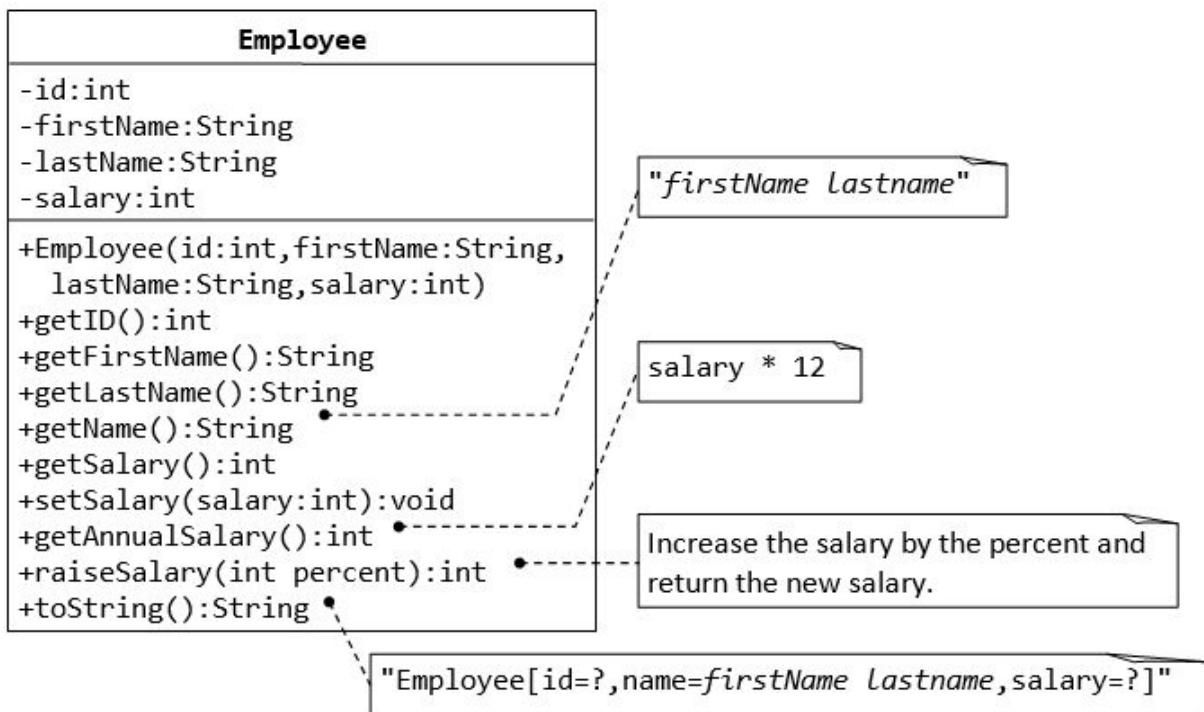 Employee
-id:int
-firstName:String
-lastName:String
-salary:int
+Employee(id:int,firstName:String,
lastName:String,salary:int)
+getID():int
+getFirstName():String
+getLastName():String
+getName():String
+getSalary():int
+setSalary(salary:int):void
+getAnnualSalary():int
+raiseSalary(int percent):int
+toString():String
"firstName lastname"
salary * 12
Increase the salary by the percent and
return the new salary.
"Employee[id=?,name=firstName lastname,salary=?]"